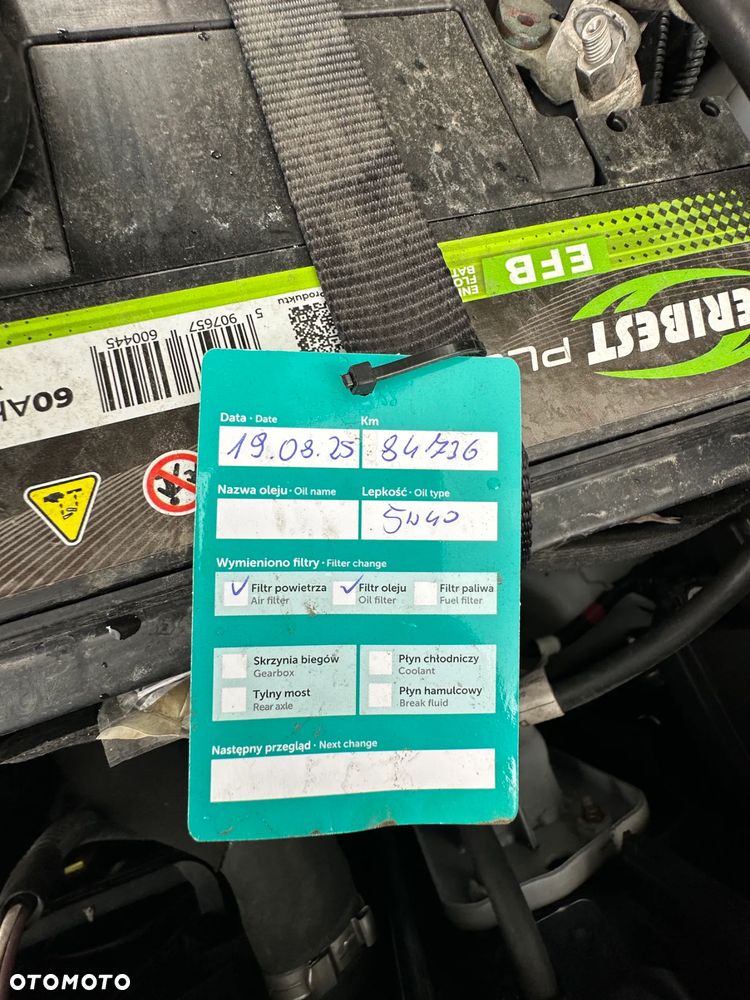 EFB
ERIBEST PL
Produktu
5 907657 600445
60Ah
Data · Date
Km
19.08.25
84736
Nazwa oleju · Oil name
Lepkość · Oil type
5W40
Wymieniono filtry · Filter change
Filtr powietrza
Air filter
Filtr oleju
Oil filter
Filtr paliwa
Fuel filter
Skrzynia biegów
Gearbox
Płyn chłodniczy
Coolant
Tylny most
Rear axle
Płyn hamulcowy
Break fluid
Następny przegląd · Next change
OTOMOTO